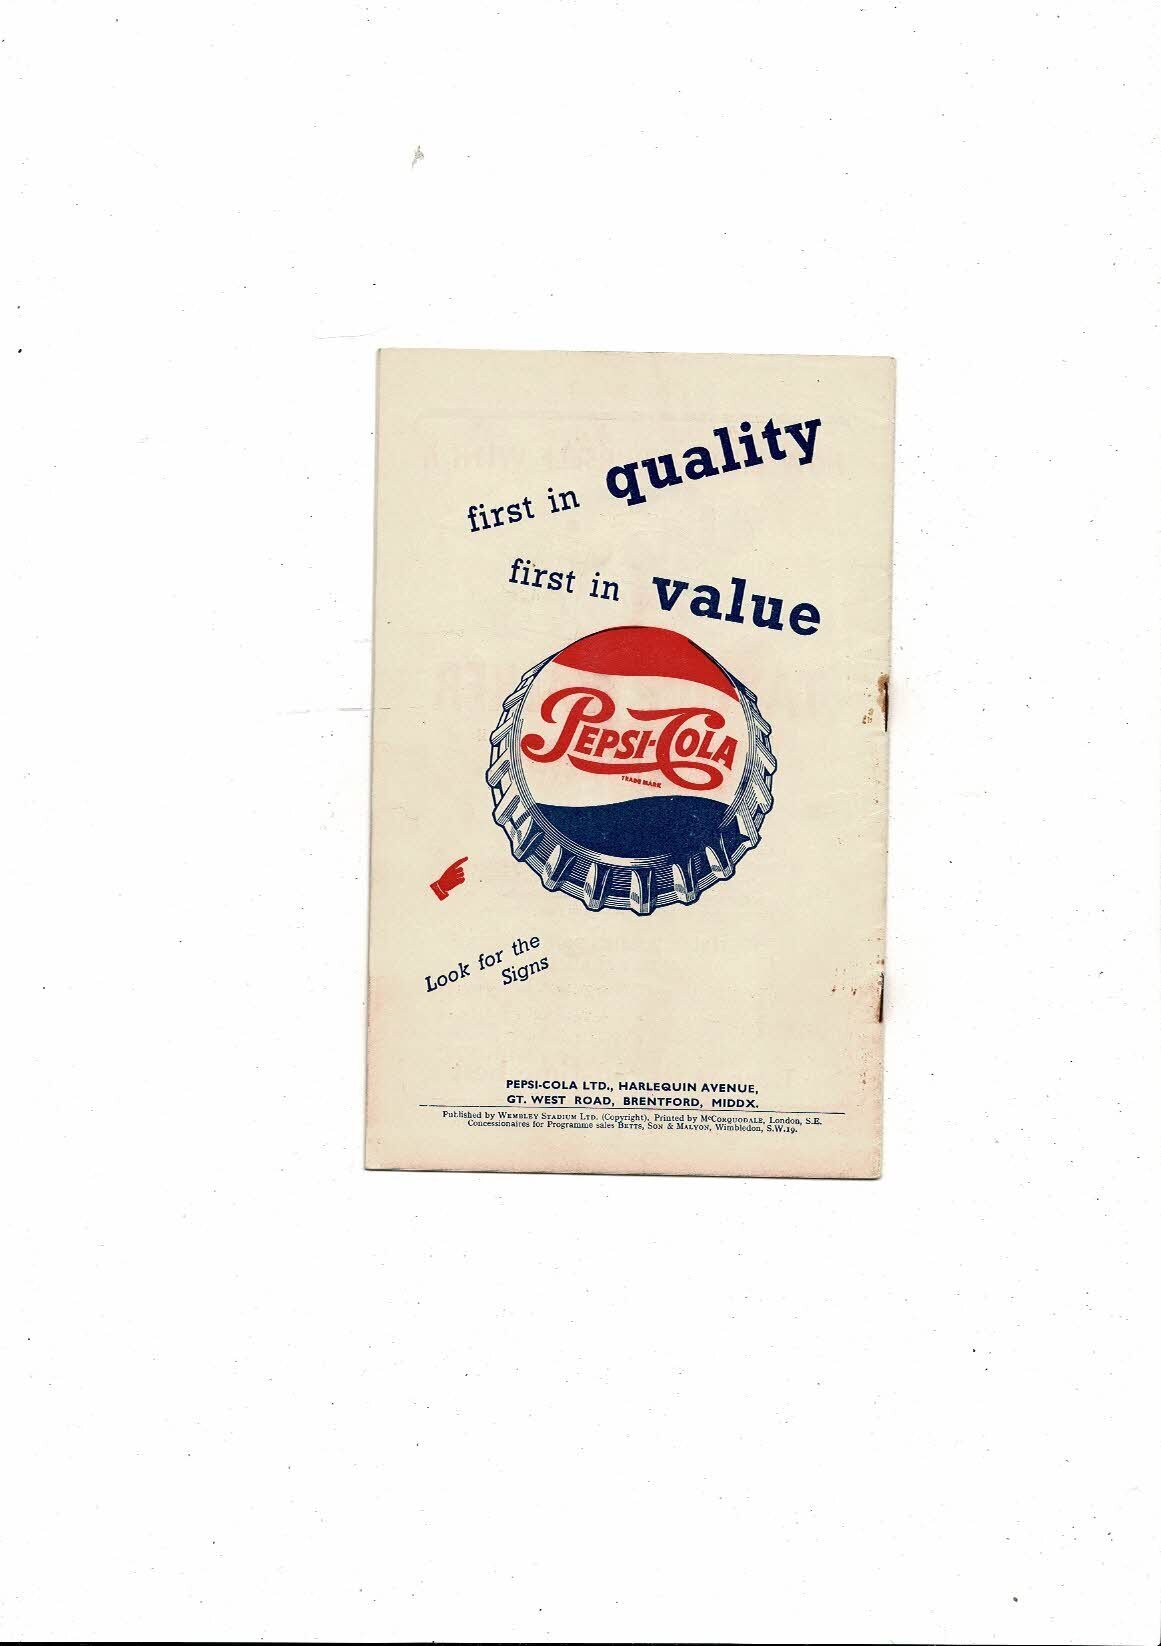 first in quality
first in value
PEPSI-COLA
TRADE MARK
Look for the
Signs
PEPSI-COLA LTD., HARLEQUIN AVENUE,
GT. WEST ROAD, BRENTFORD, MIDDX.
Published by WEMBLEY STADIUM LTD. (Copyright). Printed by McCORQUODALE, London, S.E.
Concessionaires for Programme sales BETTS, SON & MALYON, Wimbledon, S.W.19.